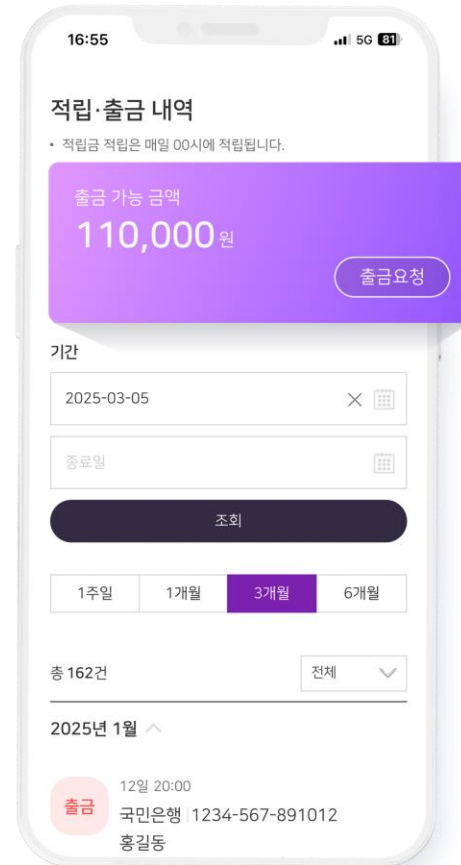 16:55 5G 81
적립·출금 내역
• 적립금 적립은 매일 00시에 적립됩니다.
출금 가능 금액
110,000원
출금요청
기간
2025-03-05
종료일
조회
1주일 1개월 3개월 6개월
총 162건 전체
2025년 1월
12일 20:00
출금
국민은행 1234-567-891012
홍길동